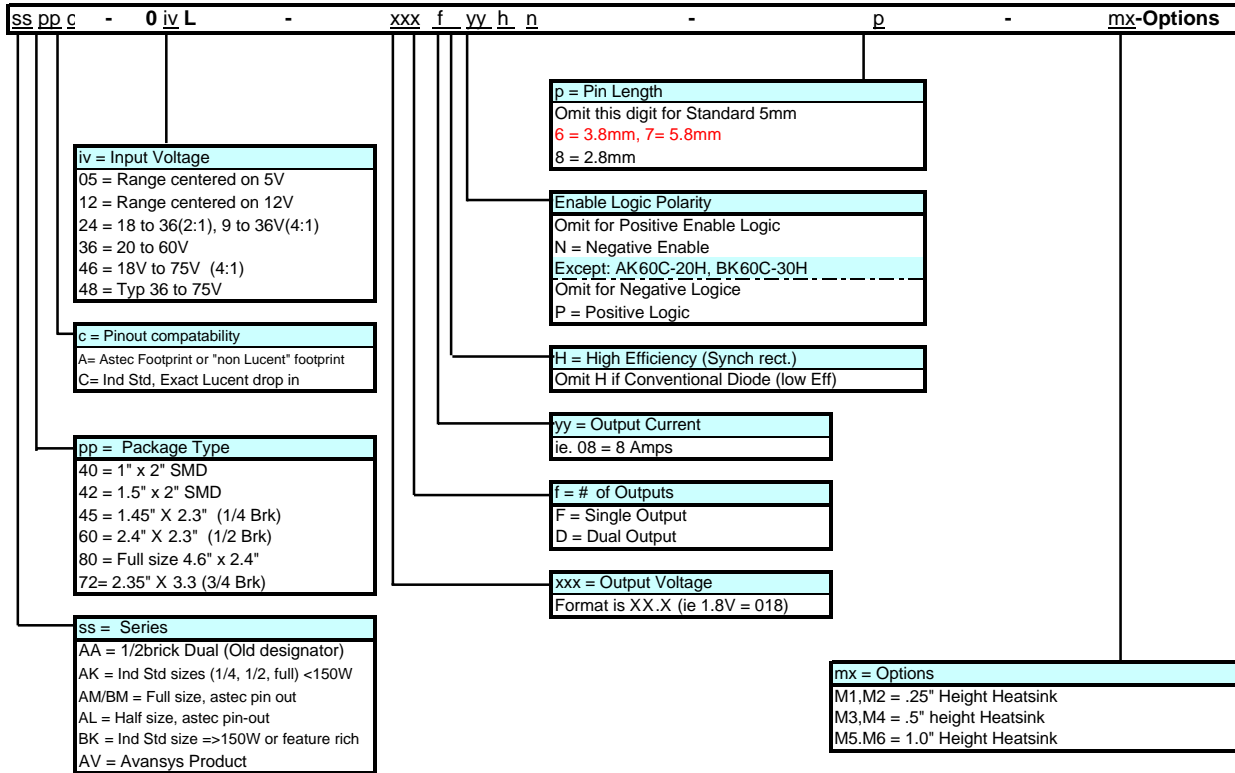 ss pp c - 0 iv L - xxx f yy h n - p - mx-Options
p = Pin Length
Omit this digit for Standard 5mm
6 = 3.8mm, 7= 5.8mm
8 = 2.8mm
iv = Input Voltage
05 = Range centered on 5V
12 = Range centered on 12V
24 = 18 to 36(2:1), 9 to 36V(4:1)
36 = 20 to 60V
46 = 18V to 75V (4:1)
48 = Typ 36 to 75V
Enable Logic Polarity
Omit for Positive Enable Logic
N = Negative Enable
Except: AK60C-20H, BK60C-30H
Omit for Negative Logice
P = Positive Logic
c = Pinout compatability
A= Astec Footprint or "non Lucent" footprint
C= Ind Std, Exact Lucent drop in
H = High Efficiency (Synch rect.)
Omit H if Conventional Diode (low Eff)
yy = Output Current
ie. 08 = 8 Amps
pp = Package Type
40 = 1" x 2" SMD
42 = 1.5" x 2" SMD
45 = 1.45" X 2.3" (1/4 Brk)
60 = 2.4" X 2.3" (1/2 Brk)
80 = Full size 4.6" x 2.4"
72= 2.35" X 3.3 (3/4 Brk)
f = # of Outputs
F = Single Output
D = Dual Output
xxx = Output Voltage
Format is XX.X (ie 1.8V = 018)
ss = Series
AA = 1/2brick Dual (Old designator)
AK = Ind Std sizes (1/4, 1/2, full) <150W
AM/BM = Full size, astec pin out
AL = Half size, astec pin-out
BK = Ind Std size =>150W or feature rich
AV = Avansys Product
mx = Options
M1,M2 = .25" Height Heatsink
M3,M4 = .5" height Heatsink
M5.M6 = 1.0" Height Heatsink